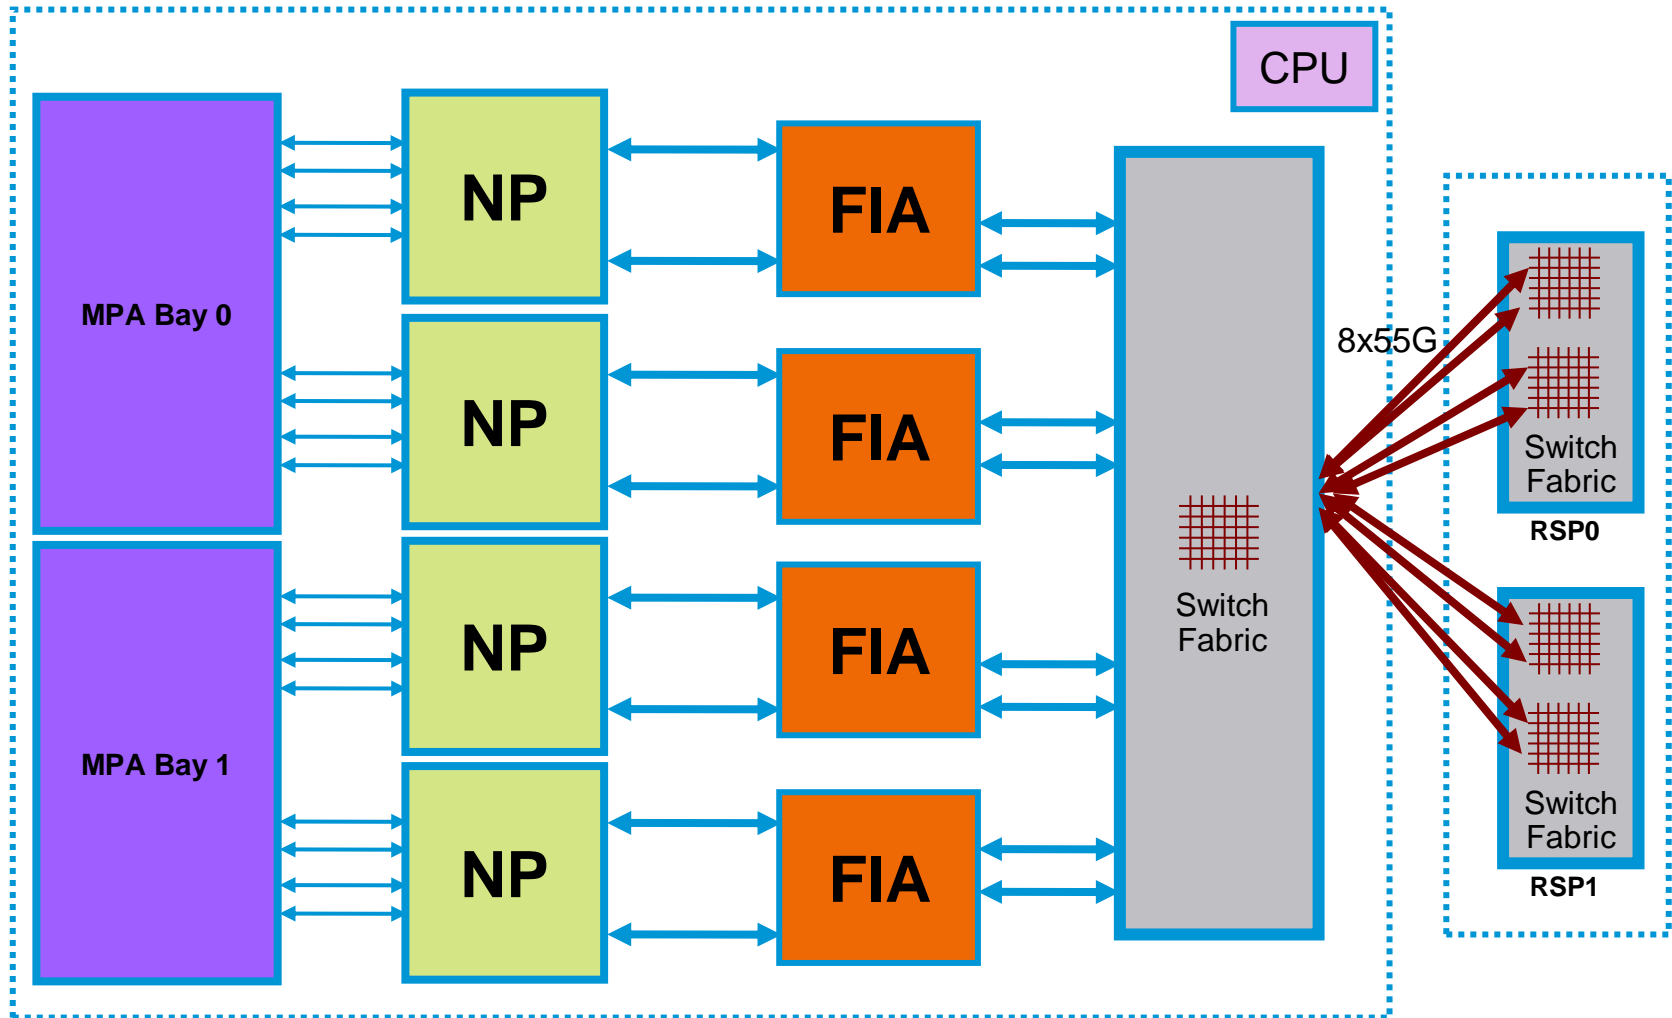 CPU
MPA Bay 0
NP
FIA
NP
FIA
8x55G
Switch
Fabric
RSP0
MPA Bay 1
NP
FIA
Switch
Fabric
NP
FIA
Switch
Fabric
RSP1